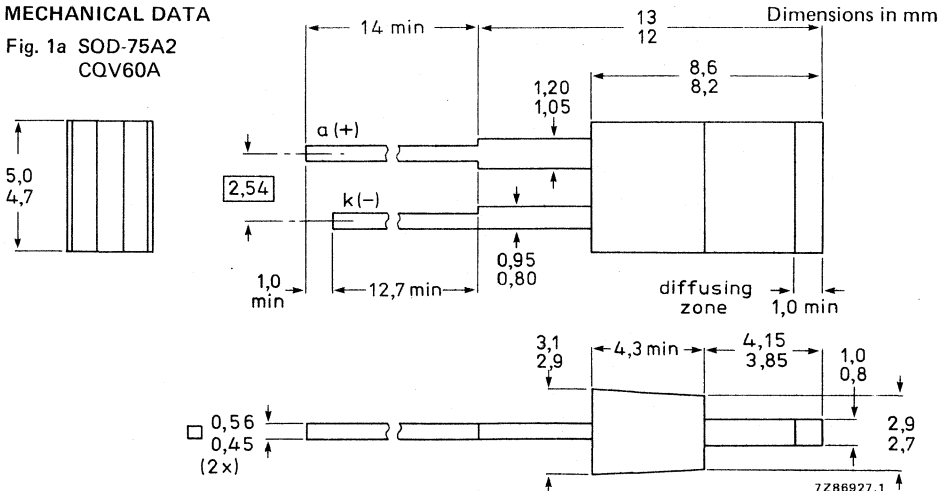 MECHANICAL DATA
Dimensions in mm
Fig. 1a SOD-75A2
CQV60A
14 min
13
12
8,6
8,2
1,20
1,05
a (+)
5,0
4,7
2,54
k (–)
0,95
0,80
1,0
min
12,7 min
diffusing
zone
1,0 min
3,1
2,9
4,3 min
4,15
3,85
1,0
0,8
0,56
0,45
(2x)
2,9
2,7
7Z86927.1